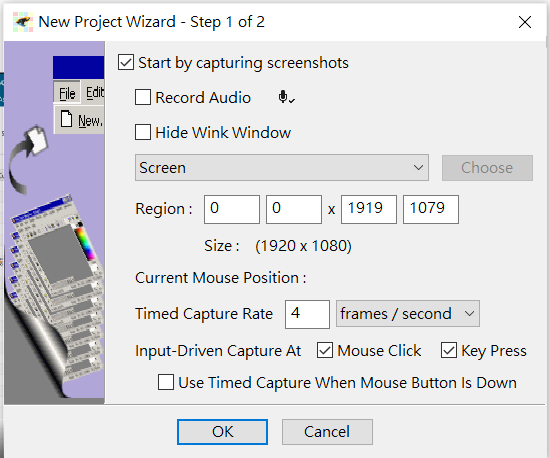 New Project Wizard - Step 1 of 2
Start by capturing screenshots
File Edit
Record Audio
New.
Hide Wink Window
Screen Choose
Region : 0 0 x 1919 1079
Size : (1920 x 1080)
Current Mouse Position :
Timed Capture Rate 4 frames / second
Input-Driven Capture At Mouse Click Key Press
Use Timed Capture When Mouse Button Is Down
OK Cancel